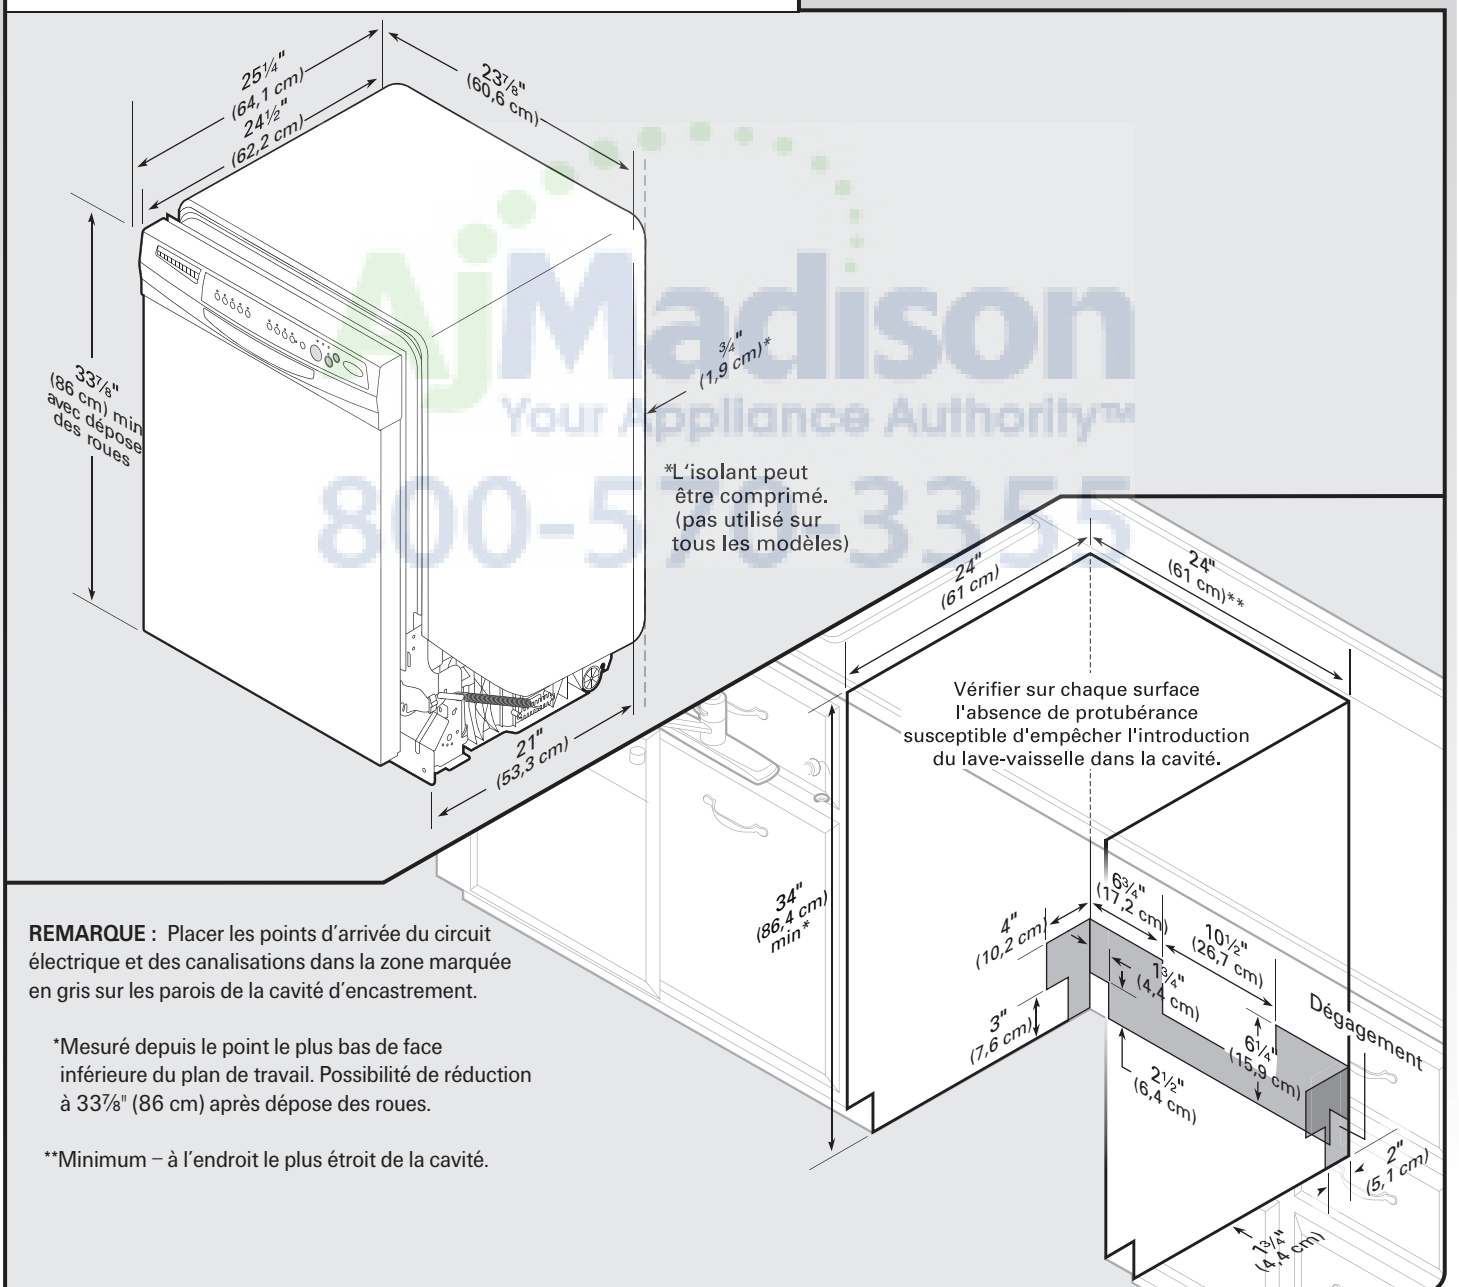 25¼"
(64,1 cm)
24½"
(62,2 cm)
23⅞"
(60,6 cm)
33⅞"
(86 cm) min
avec dépose
des roues
¾"
(1,9 cm)*
AjMadison
Your Appliance Authority™
800-570-3355
*L'isolant peut
être comprimé.
(pas utilisé sur
tous les modèles)
21"
(53,3 cm)
24"
(61 cm)
24"
(61 cm)**
Vérifier sur chaque surface
l'absence de protubérance
susceptible d'empêcher l'introduction
du lave-vaisselle dans la cavité.
34"
(86,4 cm)
min*
4"
(10,2 cm)
6¾"
(17,2 cm)
10½"
(26,7 cm)
1¾"
(4,4 cm)
3"
(7,6 cm)
2½"
(6,4 cm)
6¼"
(15,9 cm)
Dégagement
2"
(5,1 cm)
1¾"
(4,4 cm)
REMARQUE : Placer les points d'arrivée du circuit
électrique et des canalisations dans la zone marquée
en gris sur les parois de la cavité d'encastrement.
*Mesuré depuis le point le plus bas de face
inférieure du plan de travail. Possibilité de réduction
à 33⅞" (86 cm) après dépose des roues.
**Minimum – à l'endroit le plus étroit de la cavité.